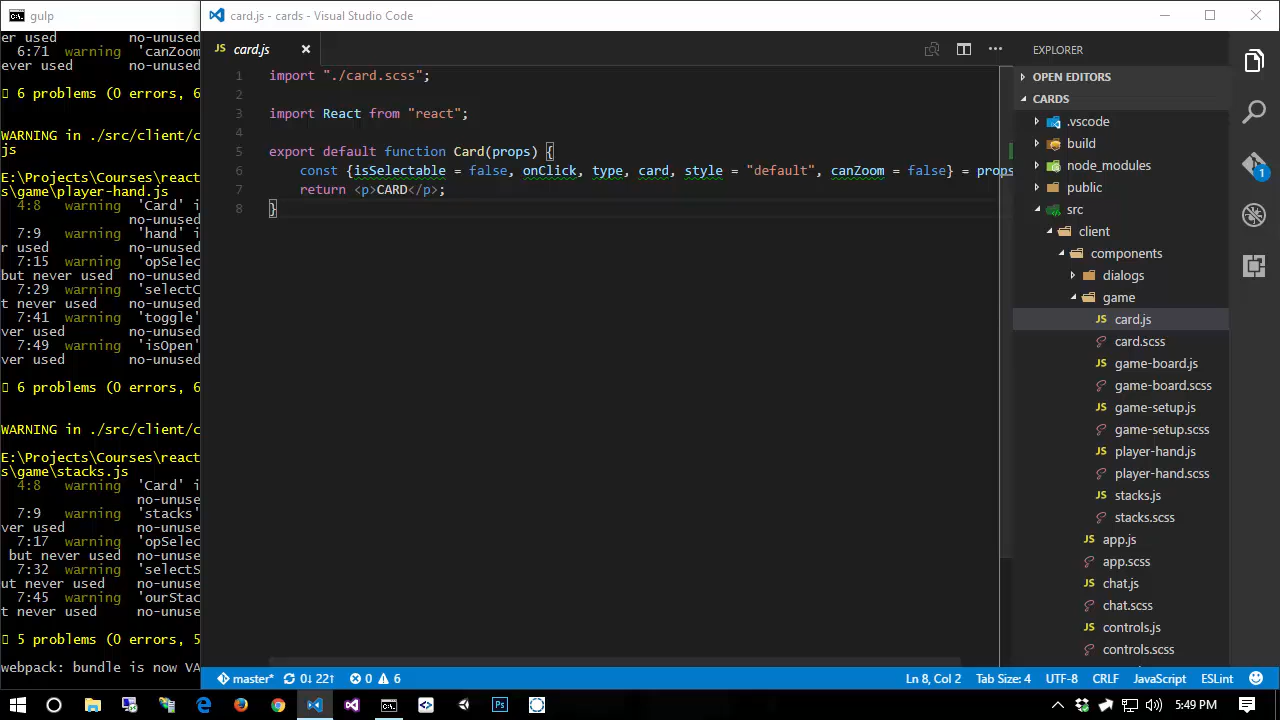 gulp
er used no-unused
6:71 warning 'canZoom
ever used no-unused
6 problems (0 errors, 6
WARNING in ./src/client/c
js
E:\Projects\Courses\react
s\game\player-hand.js
4:8 warning 'Card' i
no-unused
7:9 warning 'hand' i
r used no-unused
7:15 warning 'opSelec
but never used no-unused
7:29 warning 'selectC
t never used no-unused
7:41 warning 'toggle'
ver used no-unused
7:49 warning 'isOpen'
ver used no-unused
6 problems (0 errors, 6
WARNING in ./src/client/c
E:\Projects\Courses\react
s\game\stacks.js
4:8 warning 'Card' i
no-unuse
7:9 warning 'stacks'
ver used no-unuse
7:17 warning 'opSelec
but never used no-unuse
7:32 warning 'selectS
ut never used no-unuse
7:45 warning 'ourStac
t never used no-unuse
5 problems (0 errors, 5
webpack: bundle is now VA
card.js - cards - Visual Studio Code
JS card.js
1 import "./card.scss";
2
3 import React from "react";
4
5 export default function Card(props) {
6 const {isSelectable = false, onClick, type, card, style = "default", canZoom = false} = props
7 return <p>CARD</p>;
8 }
EXPLORER
OPEN EDITORS
CARDS
.vscode
build
node_modules
public
src
client
components
dialogs
game
JS card.js
card.scss
JS game-board.js
game-board.scss
JS game-setup.js
game-setup.scss
JS player-hand.js
player-hand.scss
JS stacks.js
stacks.scss
JS app.js
app.scss
JS chat.js
chat.scss
JS controls.js
controls.scss
1
master* 0↓ 22↑ 0 6
Ln 8, Col 2 Tab Size: 4 UTF-8 CRLF JavaScript ESLint
Ps
5:49 PM